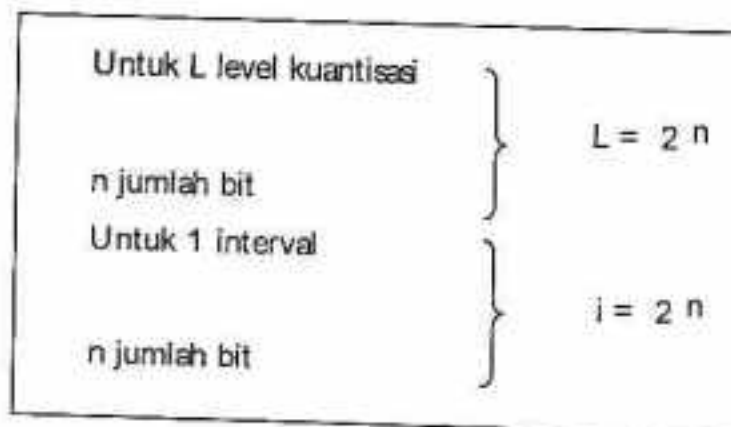 Untuk L level kuantisasi
L = 2 n
n jumlah bit
Untuk 1 interval
i = 2 n
n jumlah bit